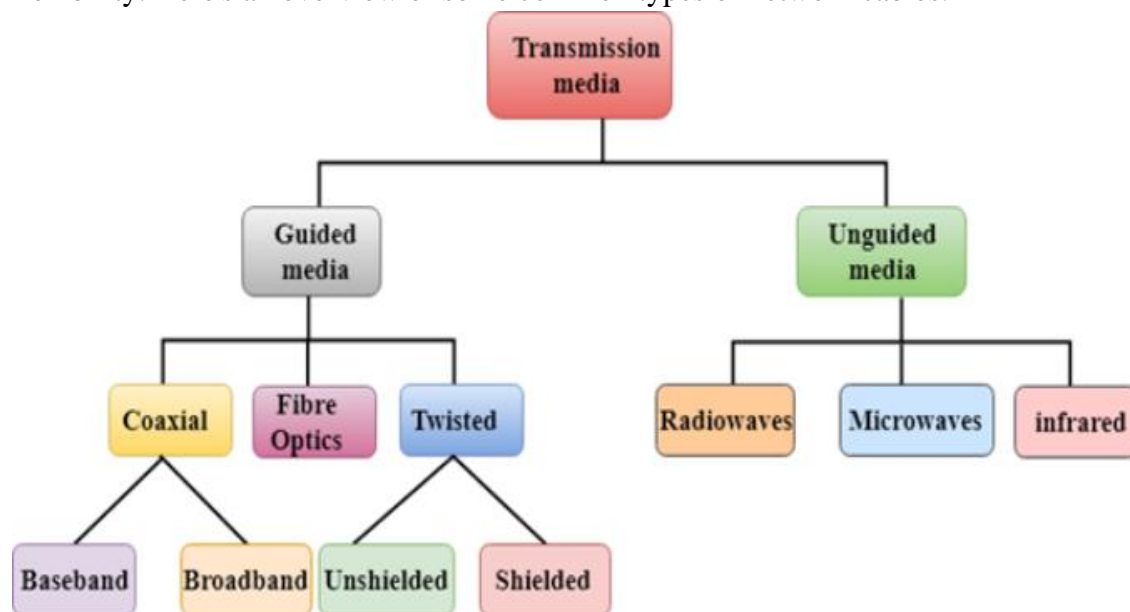 Transmission
media
Guided
media
Unguided
media
Coaxial
Fibre
Optics
Twisted
Radiowaves
Microwaves
infrared
Baseband
Broadband
Unshielded
Shielded